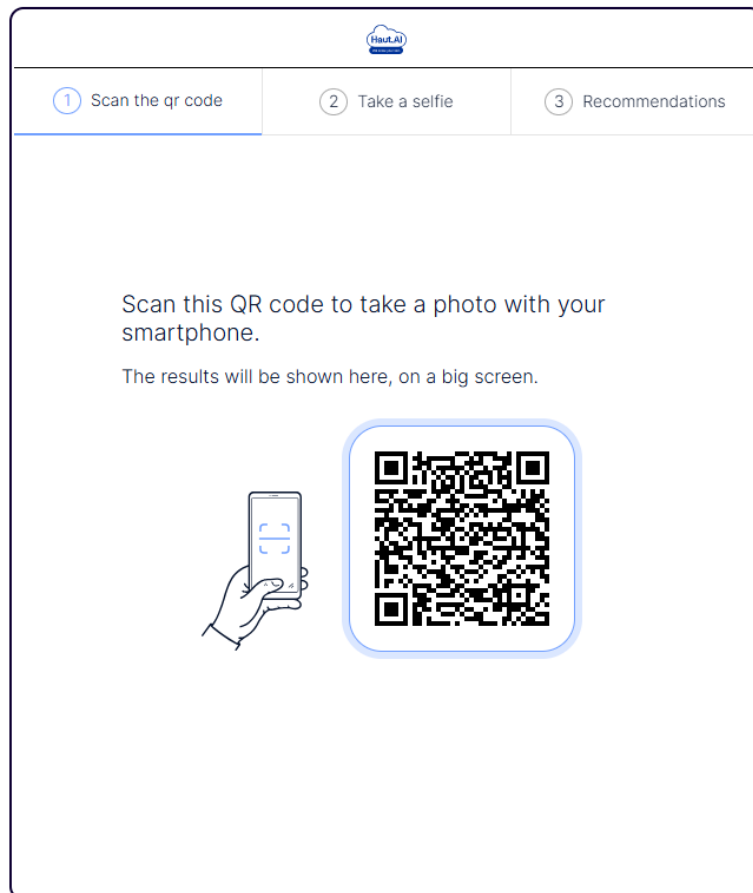 Haut.AI
1 Scan the qr code
2 Take a selfie
3 Recommendations
Scan this QR code to take a photo with your
smartphone.
The results will be shown here, on a big screen.